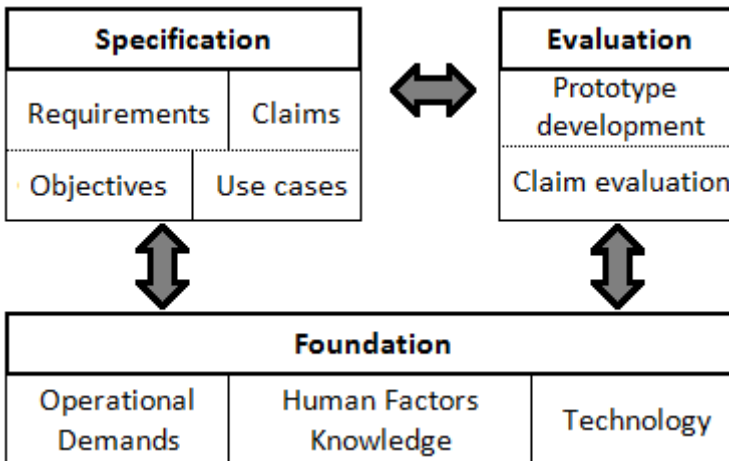 Specification
Evaluation
Requirements
Claims
Objectives
Use cases
Prototype
development
Claim evaluation
Foundation
Operational
Demands
Human Factors
Knowledge
Technology